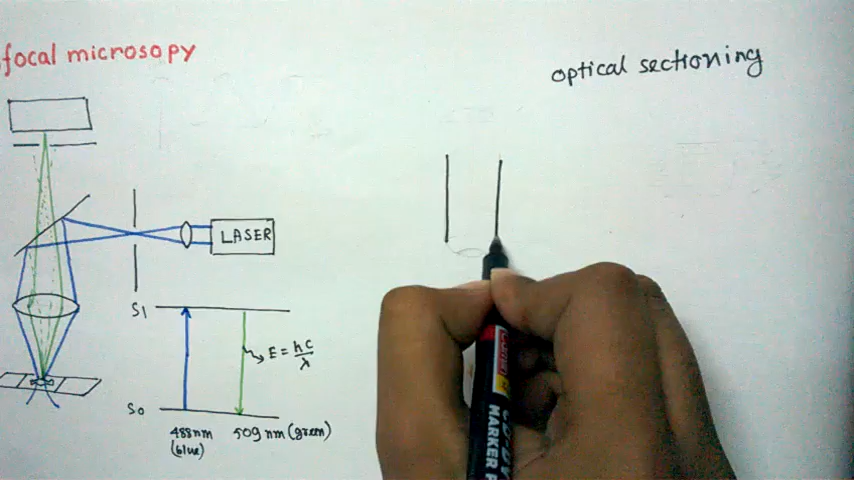 focal microsopy
optical sectioning
LASER
S1
E = hc/λ
S0
488nm
(blue)
509 nm (green)
MARKER